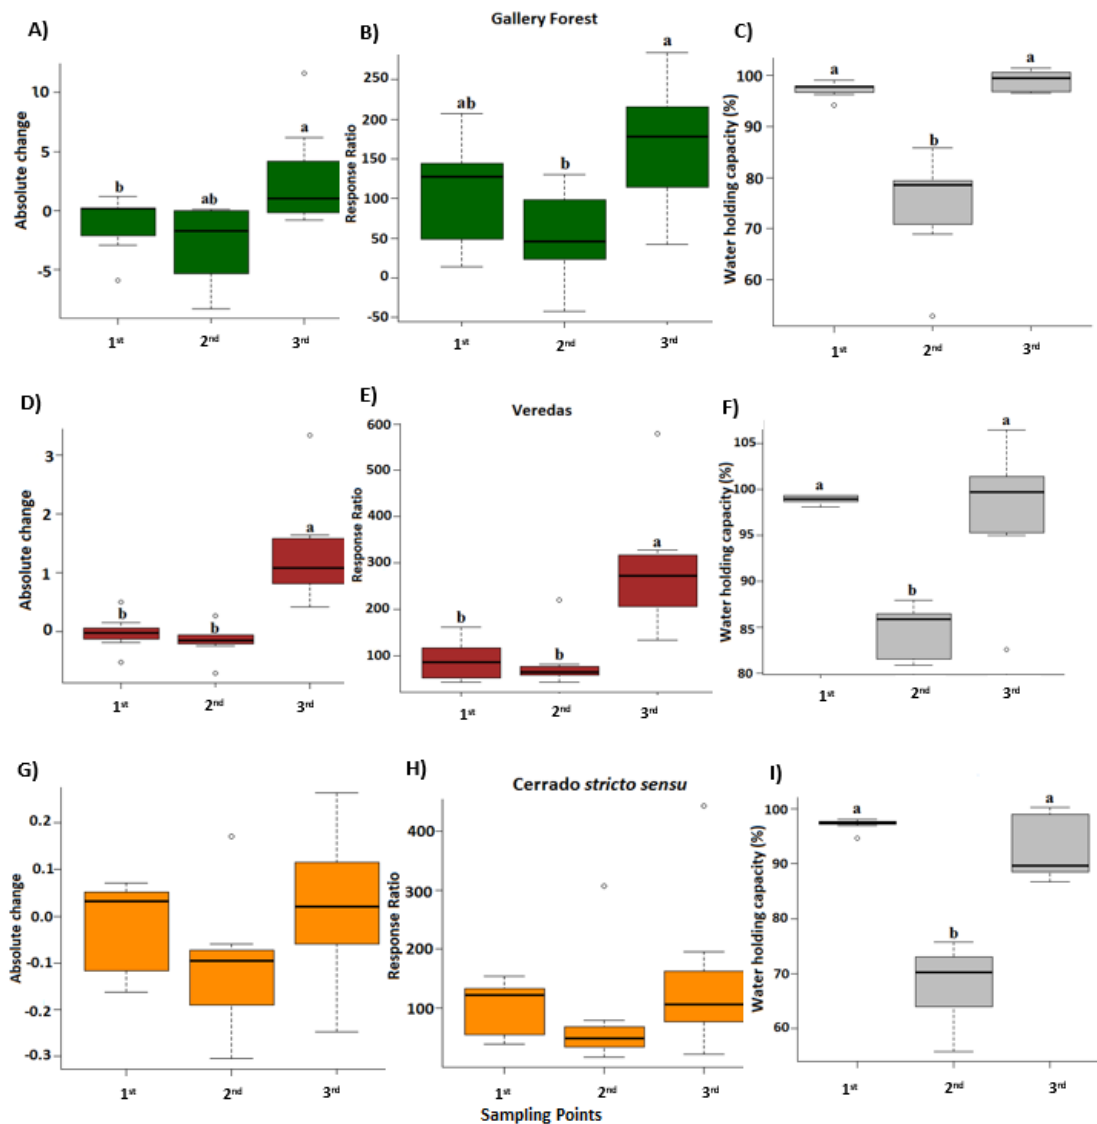 Gallery Forest
A)
Absolute change
10
5
0
-5
b
ab
a
1st
2nd
3rd
B)
Response Ratio
250
200
150
100
50
0
-50
ab
b
a
1st
2nd
3rd
C)
Water holding capacity (%)
100
90
80
70
60
a
b
a
1st
2nd
3rd
Veredas
D)
Absolute change
3
2
1
0
b
b
a
1st
2nd
3rd
E)
Response Ratio
600
500
400
300
200
100
b
b
a
1st
2nd
3rd
F)
Water holding capacity (%)
105
100
95
90
85
80
a
b
a
1st
2nd
3rd
Cerrado stricto sensu
G)
Absolute change
0.2
0.1
0.0
-0.1
-0.2
-0.3
1st
2nd
3rd
H)
Response Ratio
400
300
200
100
1st
2nd
3rd
I)
Water holding capacity (%)
100
90
80
70
60
a
b
a
1st
2nd
3rd
Sampling Points